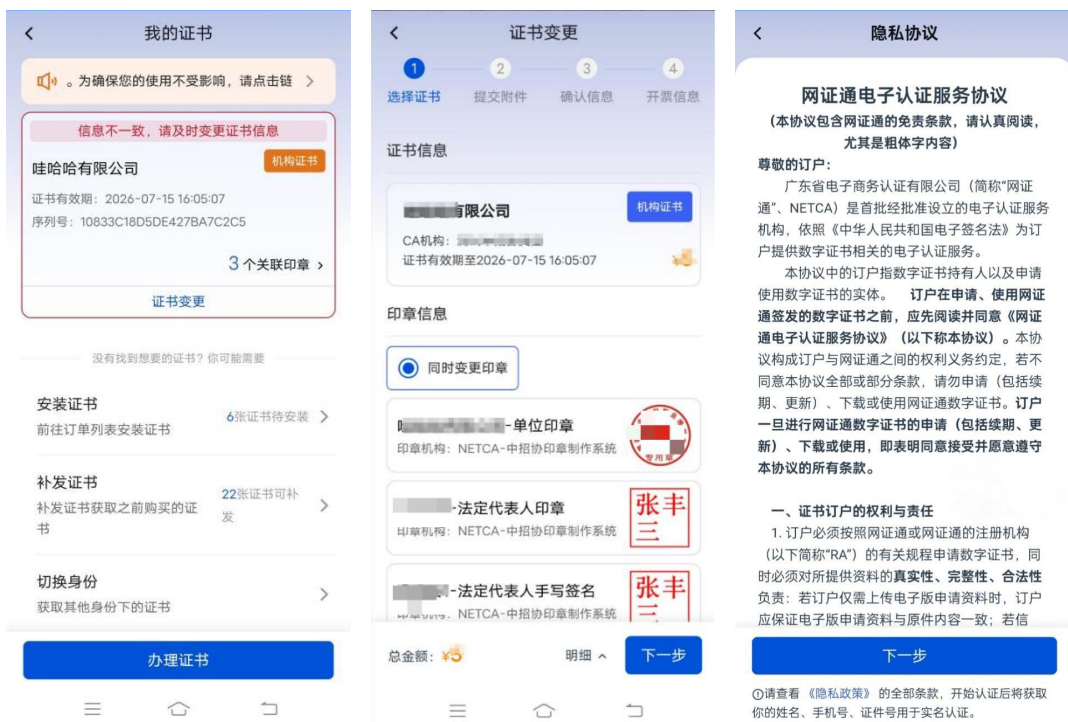 我的证书
。为确保您的使用不受影响，请点击链
信息不一致，请及时变更证书信息
哇哈哈有限公司
机构证书
证书有效期：2026-07-15 16:05:07
序列号：10833C18D5DE427BA7C2C5
3 个关联印章
证书变更
没有找到想要的证书？你可能需要
安装证书
前往订单列表安装证书
6张证书待安装
补发证书
补发证书获取之前购买的证
书
22张证书可补
发
切换身份
获取其他身份下的证书
办理证书
证书变更
1
2
3
4
选择证书
提交附件
确认信息
开票信息
证书信息
有限公司
机构证书
CA机构：
证书有效期至2026-07-15 16:05:07
¥
印章信息
同时变更印章
-单位印章
印章机构：NETCA-中招协印章制作系统
专用章
-法定代表人印章
印章机构：NETCA-中招协印章制作系统
张丰
三
-法定代表人手写签名
NETCA-中招协印章制作系统
张丰
三
总金额：¥
明细
下一步
隐私协议
网证通电子认证服务协议
（本协议包含网证通的免责条款，请认真阅读，
尤其是粗体字内容）
尊敬的订户：
广东省电子商务认证有限公司（简称“网证
通”、NETCA）是首批经批准设立的电子认证服务
机构，依照《中华人民共和国电子签名法》为订
户提供数字证书相关的电子认证服务。
本协议中的订户指数字证书持有人以及申请
使用数字证书的实体。 订户在申请、使用网证
通签发的数字证书之前，应先阅读并同意《网证
通电子认证服务协议》（以下称本协议）。本协
议构成订户与网证通之间的权利义务约定，若不
同意本协议全部或部分条款，请勿申请（包括续
期、更新）、下载或使用网证通数字证书。订户
一旦进行网证通数字证书的申请（包括续期、更
新）、下载或使用，即表明同意接受并愿意遵守
本协议的所有条款。
一、证书订户的权利与责任
1. 订户必须按照网证通或网证通的注册机构
（以下简称“RA”）的有关规程申请数字证书，同
时必须对所提供资料的真实性、完整性、合法性
负责：若订户仅需上传电子版申请资料时，订户
应保证电子版申请资料与原件内容一致；若信
下一步
请查看 《隐私政策》 的全部条款，开始认证后将获取
你的姓名、手机号、证件号用于实名认证。